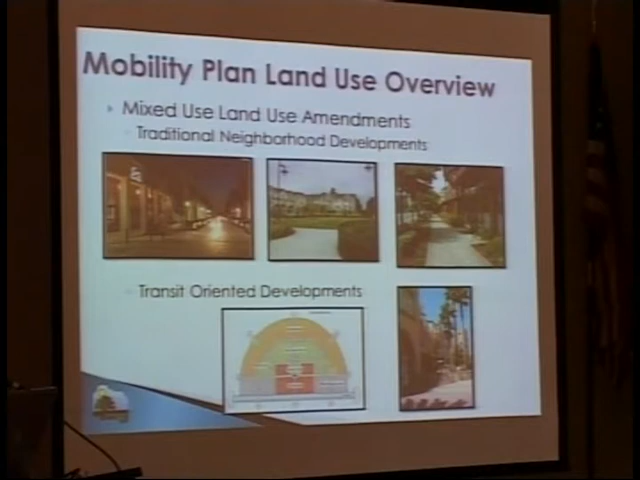 Mobility Plan Land Use Overview
Mixed Use Land Use Amendments
Traditional Neighborhood Developments
Transit Oriented Developments